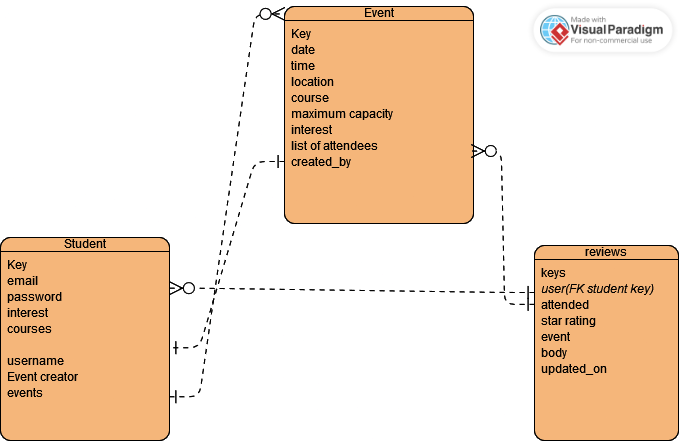 Event
Key
date
time
location
course
maximum capacity
interest
list of attendees
created_by
Made with
Visual Paradigm
For non-commercial use
Student
Key
email
password
interest
courses
username
Event creator
events
reviews
keys
user(FK student key)
attended
star rating
event
body
updated_on